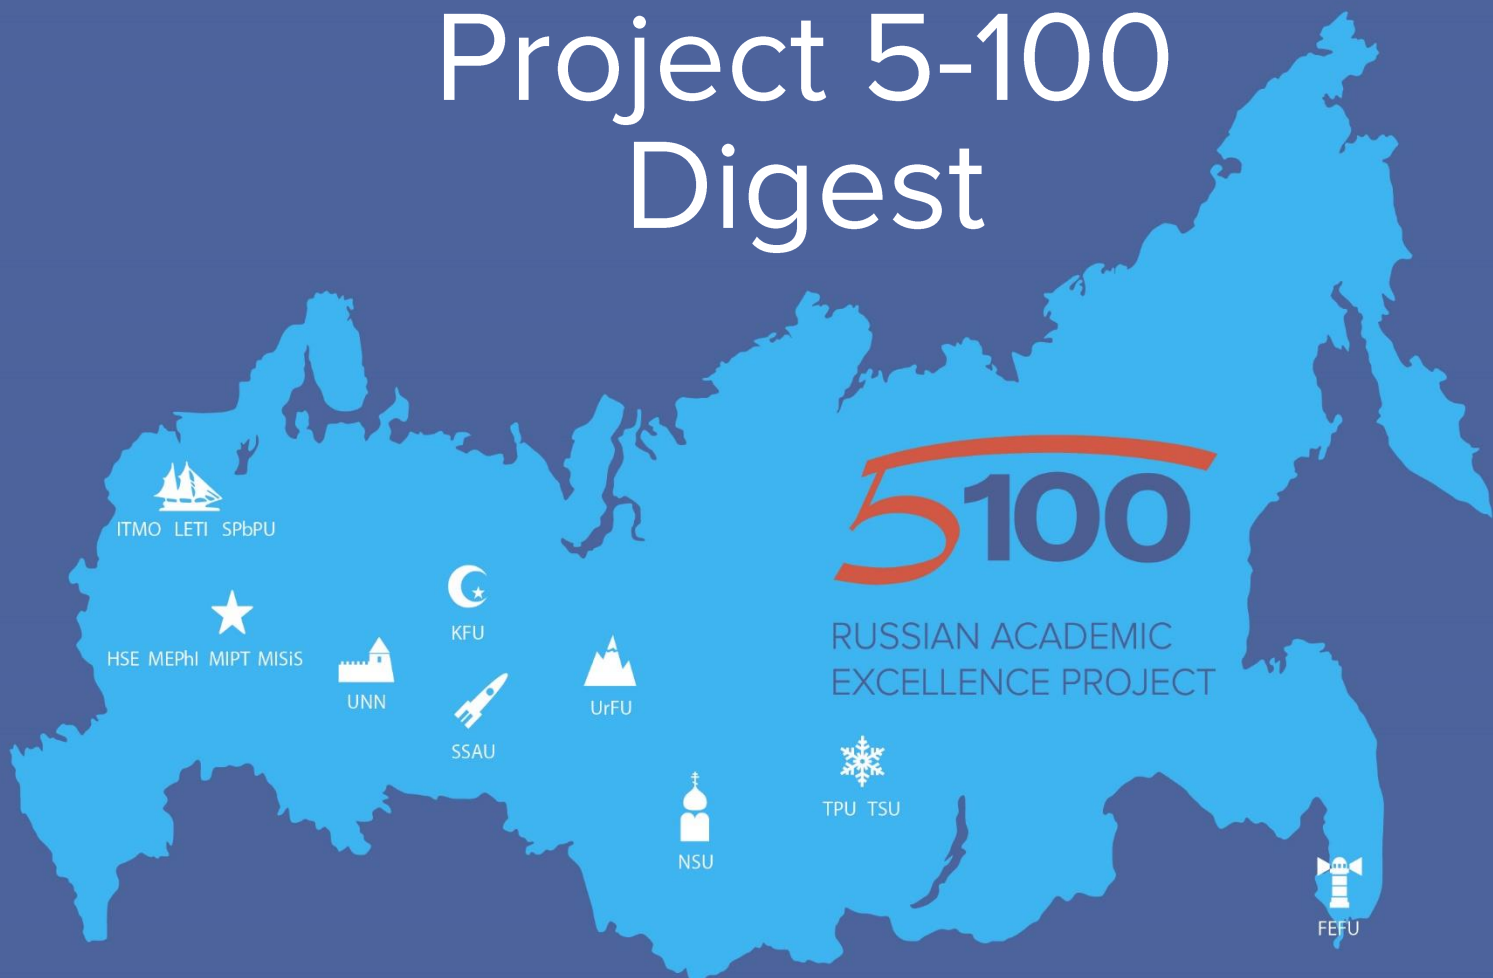 Project 5-100
Digest
5100
RUSSIAN ACADEMIC
EXCELLENCE PROJECT
ITMO LETI SPbPU
HSE MEPhI MIPT MISiS
KFU
UNN
SSAU
UrFU
NSU
TPU TSU
FEFU